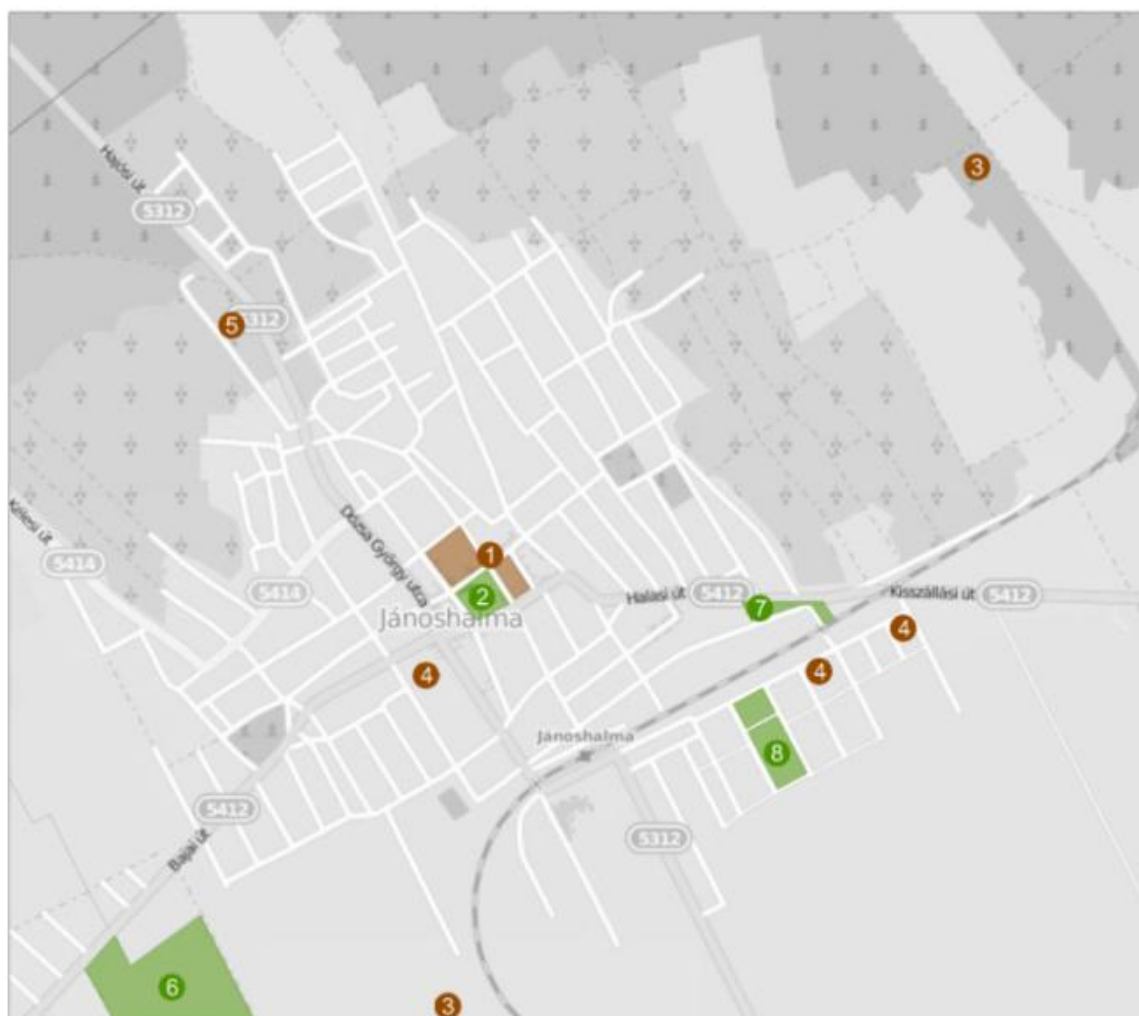 3
Hajósi út
5312
5
5312
Kélesi út
5414
5414
Dózsa György utca
1
2
Jánoshalma
Halasi út
5412
7
Kisszállási út
5412
4
4
4
Jánoshalma
8
5412
Bajai út
5312
6
3